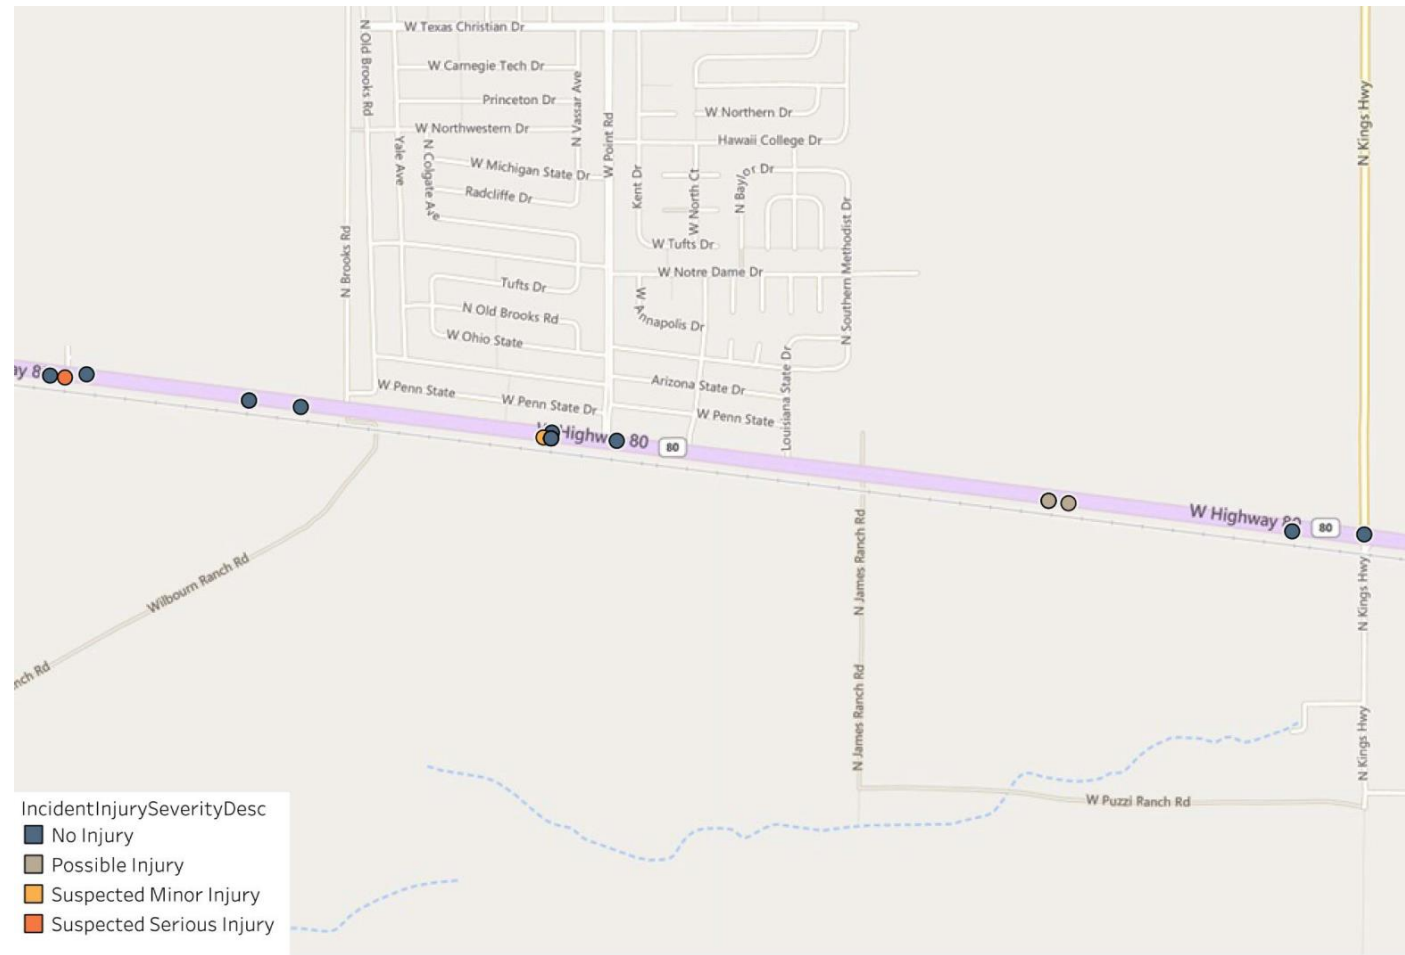 W Texas Christian Dr
N Old Brooks Rd
W Carnegie Tech Dr
N Vassar Ave
Princeton Dr
W Northern Dr
N Kings Hwy
W Northwestern Dr
W Point Rd
Hawaii College Dr
Yale Ave
N Colgate Ave
W Michigan State Dr
Kent Dr
W North Ct
N Baylor Dr
Radcliffe Dr
N Southern Methodist Dr
N Brooks Rd
W Tufts Dr
W Notre Dame Dr
Tufts Dr
W Annapolis Dr
N Old Brooks Rd
W Ohio State
Louisiana State Dr
Arizona State Dr
W Penn State
W Penn State Dr
W Penn State
80
80
W Highway
80
N James Ranch Rd
Wilbourn Ranch Rd
N Kings Hwy
Rd
N James Ranch Rd
N Kings Hwy
W Puzzi Ranch Rd
IncidentInjurySeverityDesc
No Injury
Possible Injury
Suspected Minor Injury
Suspected Serious Injury